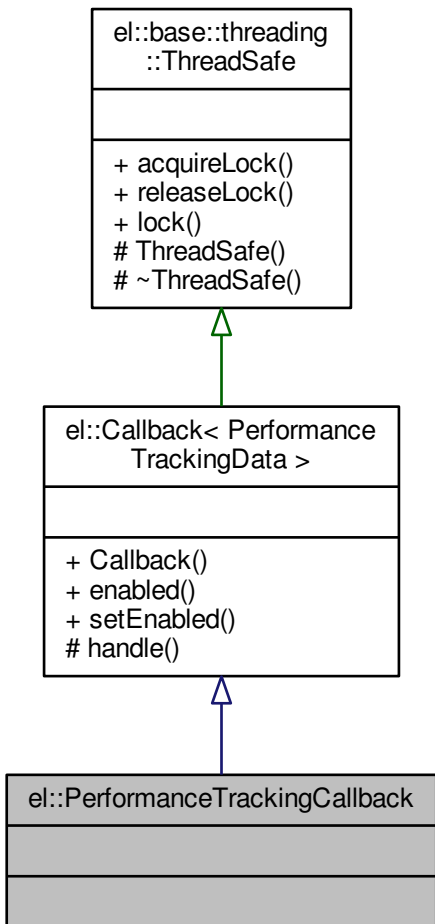 el::base::threading
::ThreadSafe
+ acquireLock()
+ releaseLock()
+ lock()
# ThreadSafe()
# ~ThreadSafe()
el::Callback< Performance
TrackingData >
+ Callback()
+ enabled()
+ setEnabled()
# handle()
el::PerformanceTrackingCallback